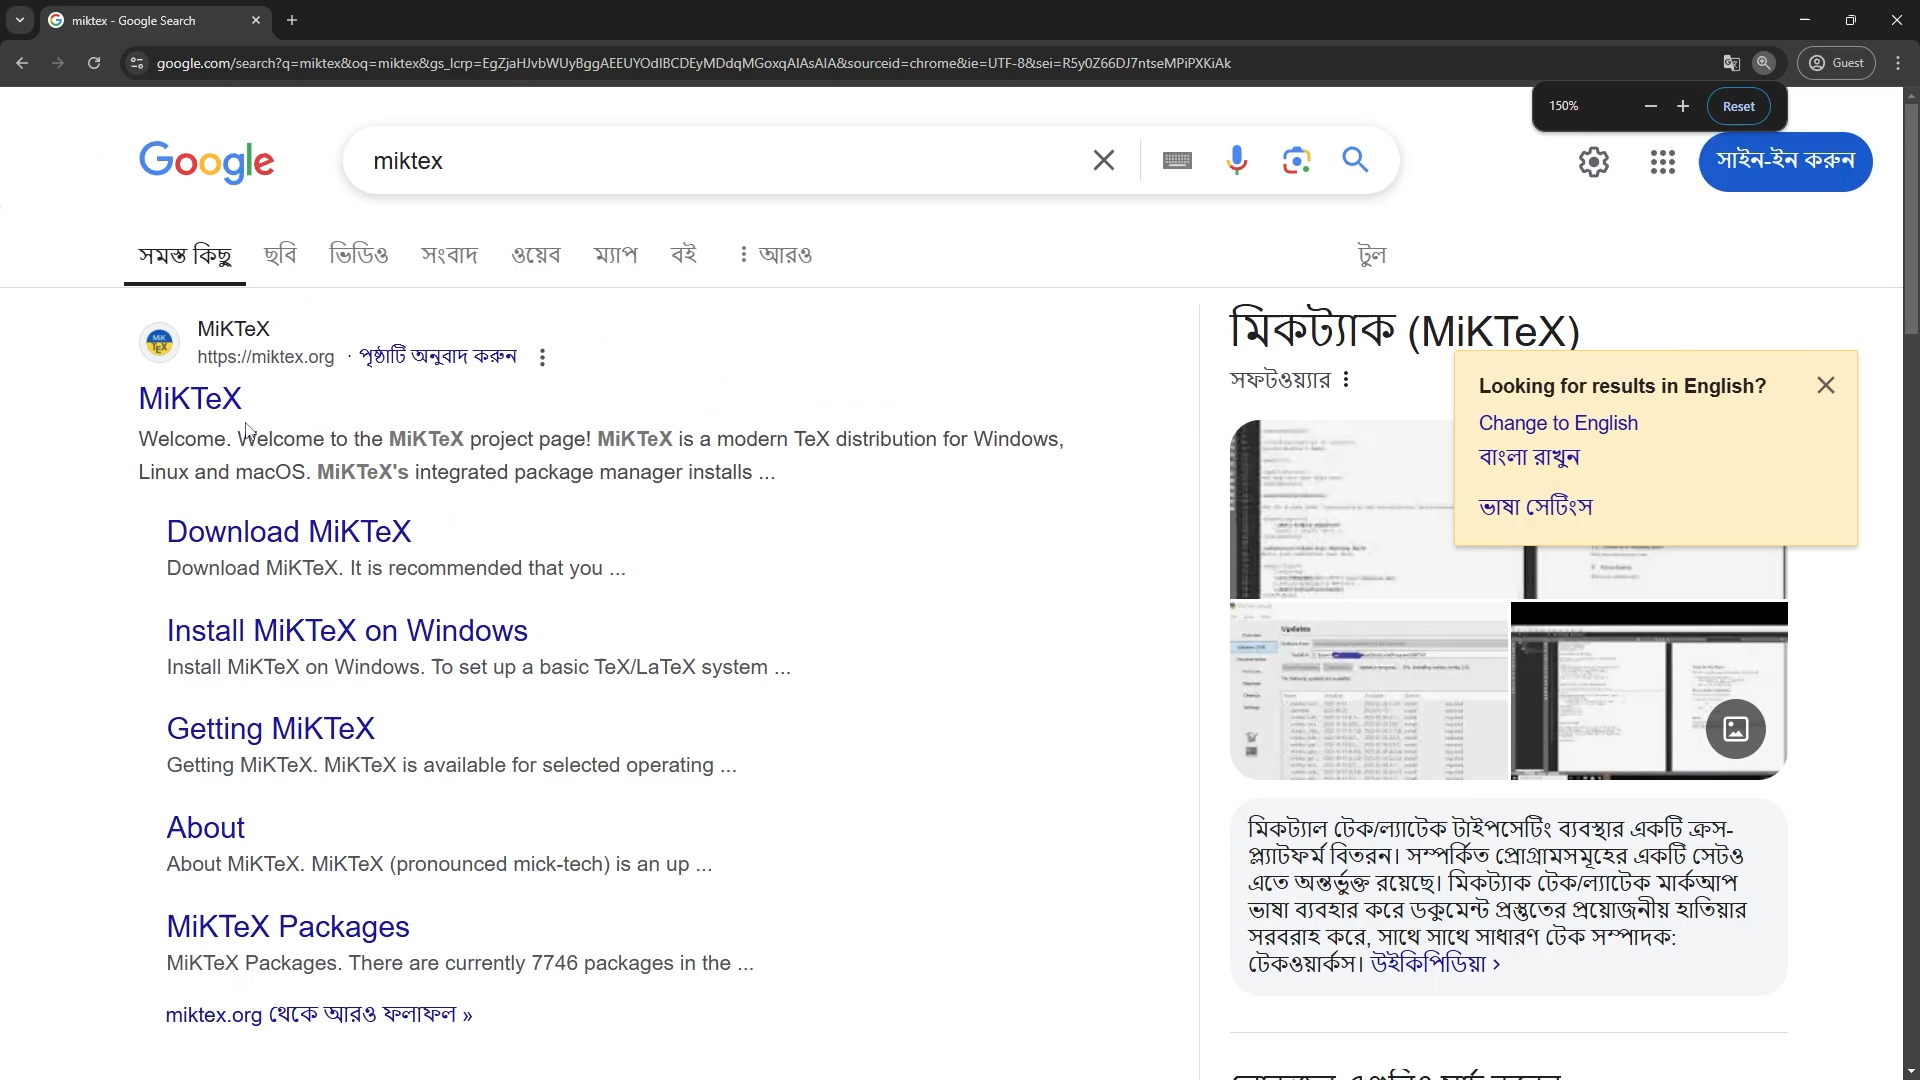 miktex - Google Search
google.com/search?q=miktex&oq=miktex&gs_lcrp=EgZjaHJvbWUyBggAEEUYOdIBCDEyMDdqMGoxqAIAsAIA&sourceid=chrome&ie=UTF-8&sei=R5y0Z66DJ7ntseMPiPXKiAk
Guest
150%
Reset
Google
miktex
সাইন-ইন করুন
সমস্ত কিছু
ছবি
ভিডিও
সংবাদ
ওয়েব
ম্যাপ
বই
আরও
টুল
MiKTeX
https://miktex.org · পৃষ্ঠাটি অনুবাদ করুন
MiKTeX
Welcome. Welcome to the MiKTeX project page! MiKTeX is a modern TeX distribution for Windows,
Linux and macOS. MiKTeX's integrated package manager installs ...
Download MiKTeX
Download MiKTeX. It is recommended that you ...
Install MiKTeX on Windows
Install MiKTeX on Windows. To set up a basic TeX/LaTeX system ...
Getting MiKTeX
Getting MiKTeX. MiKTeX is available for selected operating ...
About
About MiKTeX. MiKTeX (pronounced mick-tech) is an up ...
MiKTeX Packages
MiKTeX Packages. There are currently 7746 packages in the ...
miktex.org থেকে আরও ফলাফল »
মিকট্যাক (MiKTeX)
সফটওয়্যার
Looking for results in English?
Change to English
বাংলা রাখুন
ভাষা সেটিংস
Updates
মিকট্যাল টেক/ল্যাটেক টাইপসেটিং ব্যবস্থার একটি ক্রস-
প্ল্যাটফর্ম বিতরন। সম্পর্কিত প্রোগ্রামসমূহের একটি সেটও
এতে অন্তর্ভুক্ত রয়েছে। মিকট্যাক টেক/ল্যাটেক মার্কআপ
ভাষা ব্যবহার করে ডকুমেন্ট প্রস্তুতের প্রয়োজনীয় হাতিয়ার
সরবরাহ করে, সাথে সাথে সাধারণ টেক সম্পাদক:
টেকওয়ার্কস। উইকিপিডিয়া ›